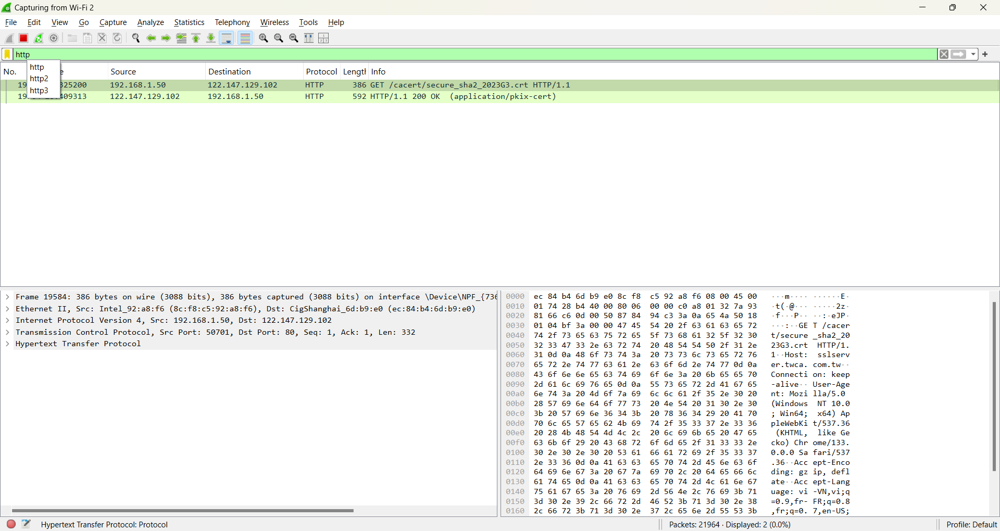 Capturing from Wi-Fi 2
File Edit View Go Capture Analyze Statistics Telephony Wireless Tools Help
http
http
http2
http3
No. Source Destination Protocol Length Info
325200 192.168.1.50 122.147.129.102 HTTP 386 GET /cacert/secure_sha2_2023G3.crt HTTP/1.1
409313 122.147.129.102 192.168.1.50 HTTP 592 HTTP/1.1 200 OK (application/pkix-cert)
Frame 19584: 386 bytes on wire (3088 bits), 386 bytes captured (3088 bits) on interface \Device\NPF_{736
Ethernet II, Src: Intel_92:a8:f6 (8c:f8:c5:92:a8:f6), Dst: CigShanghai_6d:b9:e0 (ec:84:b4:6d:b9:e0)
Internet Protocol Version 4, Src: 192.168.1.50, Dst: 122.147.129.102
Transmission Control Protocol, Src Port: 50701, Dst Port: 80, Seq: 1, Ack: 1, Len: 332
Hypertext Transfer Protocol
0000 ec 84 b4 6d b9 e0 8c f8 c5 92 a8 f6 08 00 45 00 ···m···· ······E·
0010 01 74 28 b4 40 00 80 06 00 00 c0 a8 01 32 7a 93 ·t(·@··· ·····2z·
0020 81 66 c6 0d 00 50 87 84 94 c3 3a 0a 65 4a 50 18 ·f···P·· ··:·eJP·
0030 01 04 bf 3a 00 00 47 45 54 20 2f 63 61 63 65 72 ···:··GE T /cacer
0040 74 2f 73 65 63 75 72 65 5f 73 68 61 32 5f 32 30 t/secure _sha2_20
0050 32 33 47 33 2e 63 72 74 20 48 54 54 50 2f 31 2e 23G3.crt HTTP/1.
0060 31 0d 0a 48 6f 73 74 3a 20 73 73 6c 73 65 72 76 1··Host: sslserv
0070 65 72 2e 74 77 63 61 2e 63 6f 6d 2e 74 77 0d 0a er.twca. com.tw··
0080 43 6f 6e 6e 65 63 74 69 6f 6e 3a 20 6b 65 65 70 Connecti on: keep
0090 2d 61 6c 69 76 65 0d 0a 55 73 65 72 2d 41 67 65 -alive·· User-Age
00a0 6e 74 3a 20 4d 6f 7a 69 6c 6c 61 2f 35 2e 30 20 nt: Mozi lla/5.0
00b0 28 57 69 6e 64 6f 77 73 20 4e 54 20 31 30 2e 30 (Windows NT 10.0
00c0 3b 20 57 69 6e 36 34 3b 20 78 36 34 29 20 41 70 ; Win64; x64) Ap
00d0 70 6c 65 57 65 62 4b 69 74 2f 35 33 37 2e 33 36 pleWebKi t/537.36
00e0 20 28 4b 48 54 4d 4c 2c 20 6c 69 6b 65 20 47 65 (KHTML, like Ge
00f0 63 6b 6f 29 20 43 68 72 6f 6d 65 2f 31 33 33 2e cko) Chr ome/133.
0100 30 2e 30 2e 30 20 53 61 66 61 72 69 2f 35 33 37 0.0.0 Sa fari/537
0110 2e 33 36 0d 0a 41 63 63 65 70 74 2d 45 6e 63 6f .36··Acc ept-Enco
0120 64 69 6e 67 3a 20 67 7a 69 70 2c 20 64 65 66 6c ding: gz ip, defl
0130 61 74 65 0d 0a 41 63 63 65 70 74 2d 4c 61 6e 67 ate··Acc ept-Lang
0140 75 61 67 65 3a 20 76 69 2d 56 4e 2c 76 69 3b 71 uage: vi -VN,vi;q
0150 3d 30 2e 39 2c 66 72 2d 46 52 3b 71 3d 30 2e 38 =0.9,fr- FR;q=0.8
0160 2c 66 72 3b 71 3d 30 2e 37 2c 65 6e 2d 55 53 3b ,fr;q=0. 7,en-US;
Hypertext Transfer Protocol: Protocol
Packets: 21964 · Displayed: 2 (0.0%)
Profile: Default